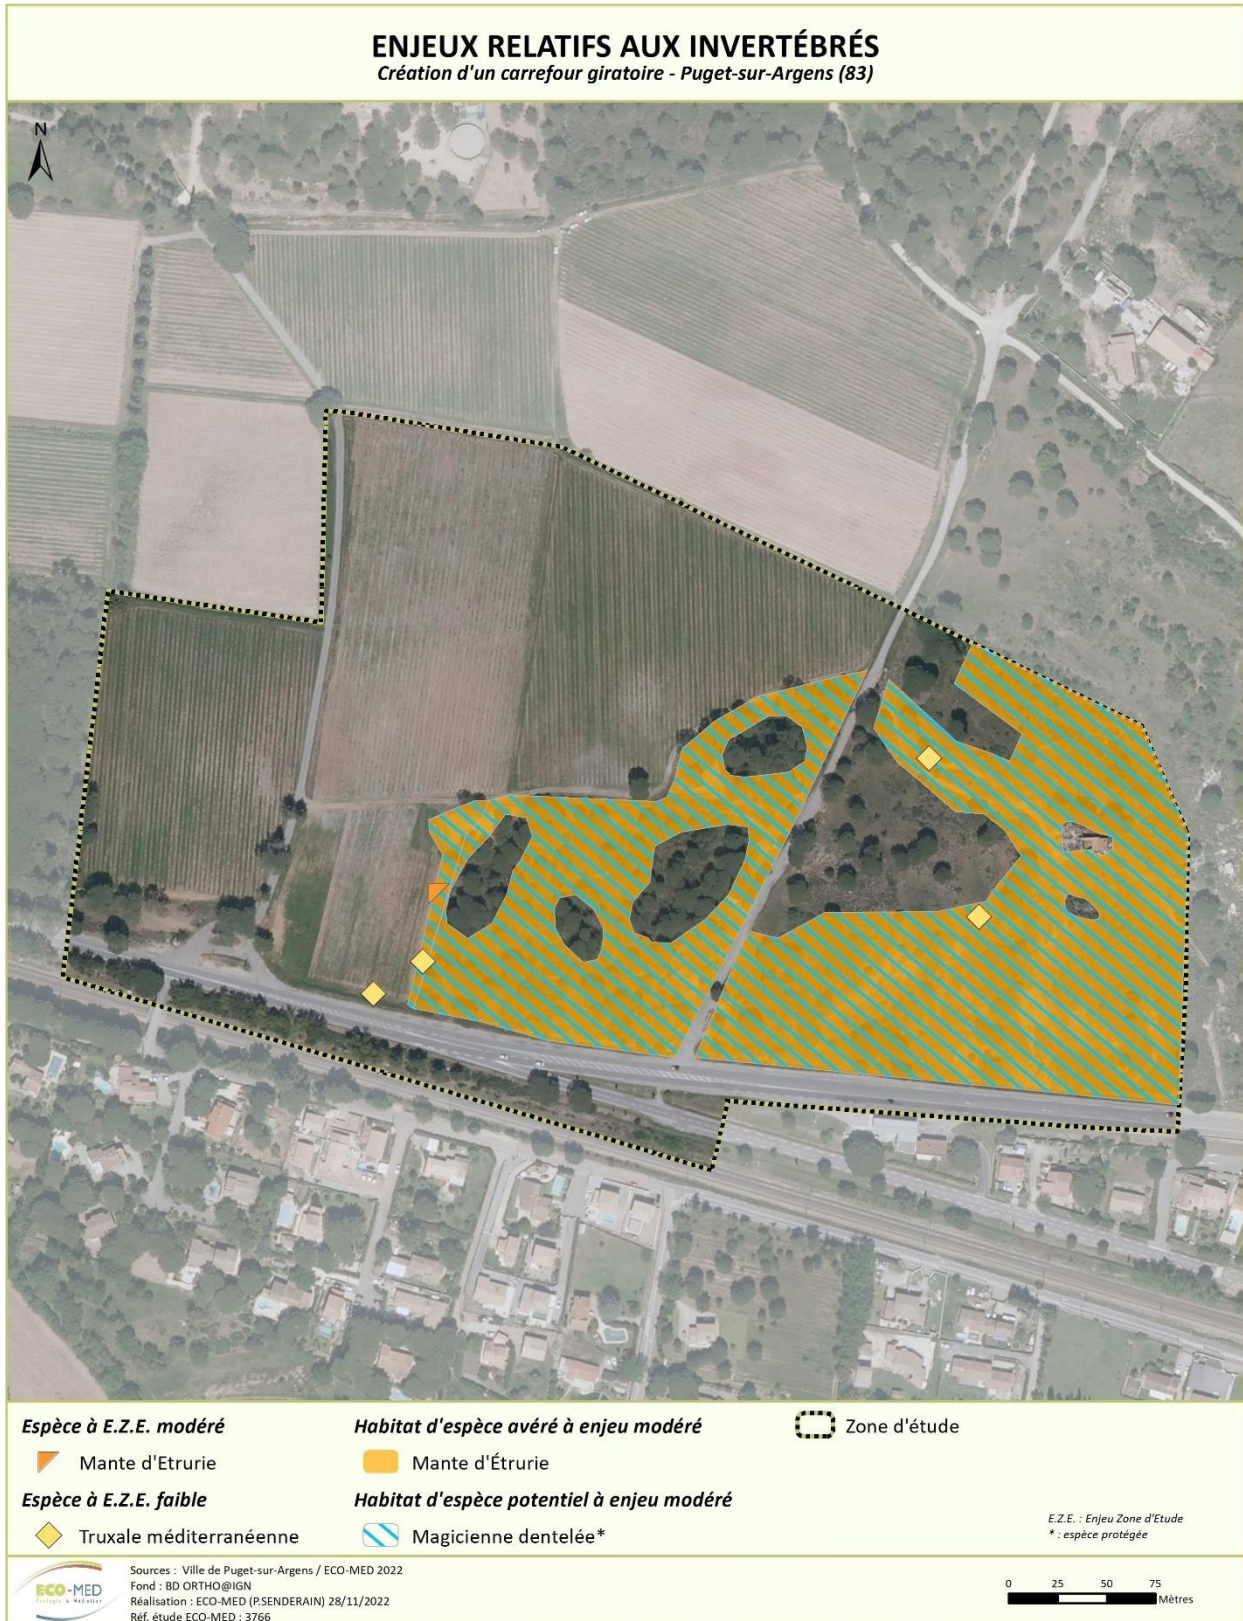 ENJEUX RELATIFS AUX INVERTÉBRÉS
Création d'un carrefour giratoire - Puget-sur-Argens (83)
N
Espèce à E.Z.E. modéré
Mante d'Etrurie
Espèce à E.Z.E. faible
Truxale méditerranéenne
Habitat d'espèce avéré à enjeu modéré
Mante d'Étrurie
Habitat d'espèce potentiel à enjeu modéré
Magicienne dentelée*
Zone d'étude
E.Z.E. : Enjeu Zone d'Etude
* : espèce protégée
ECO-MED
Ecologie & Médiation
Sources : Ville de Puget-sur-Argens / ECO-MED 2022
Fond : BD ORTHO@IGN
Réalisation : ECO-MED (P.SENDERAIN) 28/11/2022
Réf. étude ECO-MED : 3766
0 25 50 75
Mètres